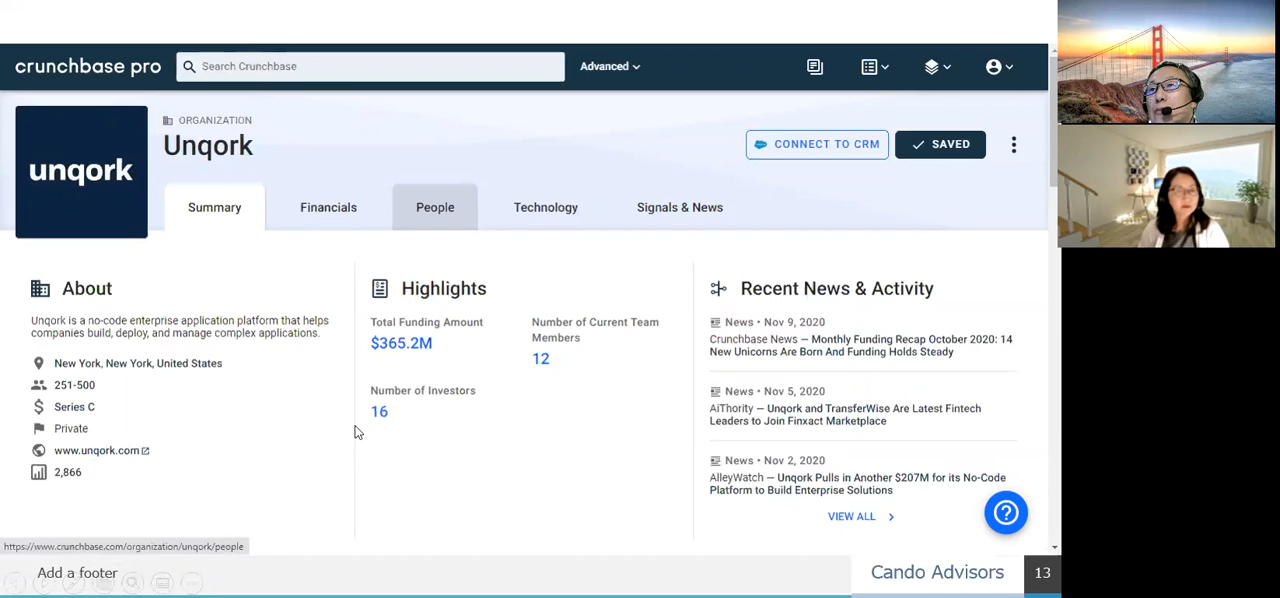 crunchbase pro
Search Crunchbase
Advanced
ORGANIZATION
Unqork
unqork
CONNECT TO CRM
SAVED
Summary
Financials
People
Technology
Signals & News
About
Unqork is a no-code enterprise application platform that helps
companies build, deploy, and manage complex applications.
New York, New York, United States
251-500
Series C
Private
www.unqork.com
2,866
Highlights
Total Funding Amount
$365.2M
Number of Current Team
Members
12
Number of Investors
16
Recent News & Activity
News • Nov 9, 2020
Crunchbase News — Monthly Funding Recap October 2020: 14
New Unicorns Are Born And Funding Holds Steady
News • Nov 5, 2020
AiThority — Unqork and TransferWise Are Latest Fintech
Leaders to Join Finxact Marketplace
News • Nov 2, 2020
AlleyWatch — Unqork Pulls in Another $207M for its No-Code
Platform to Build Enterprise Solutions
VIEW ALL
https://www.crunchbase.com/organization/unqork/people
Add a footer
Cando Advisors
13